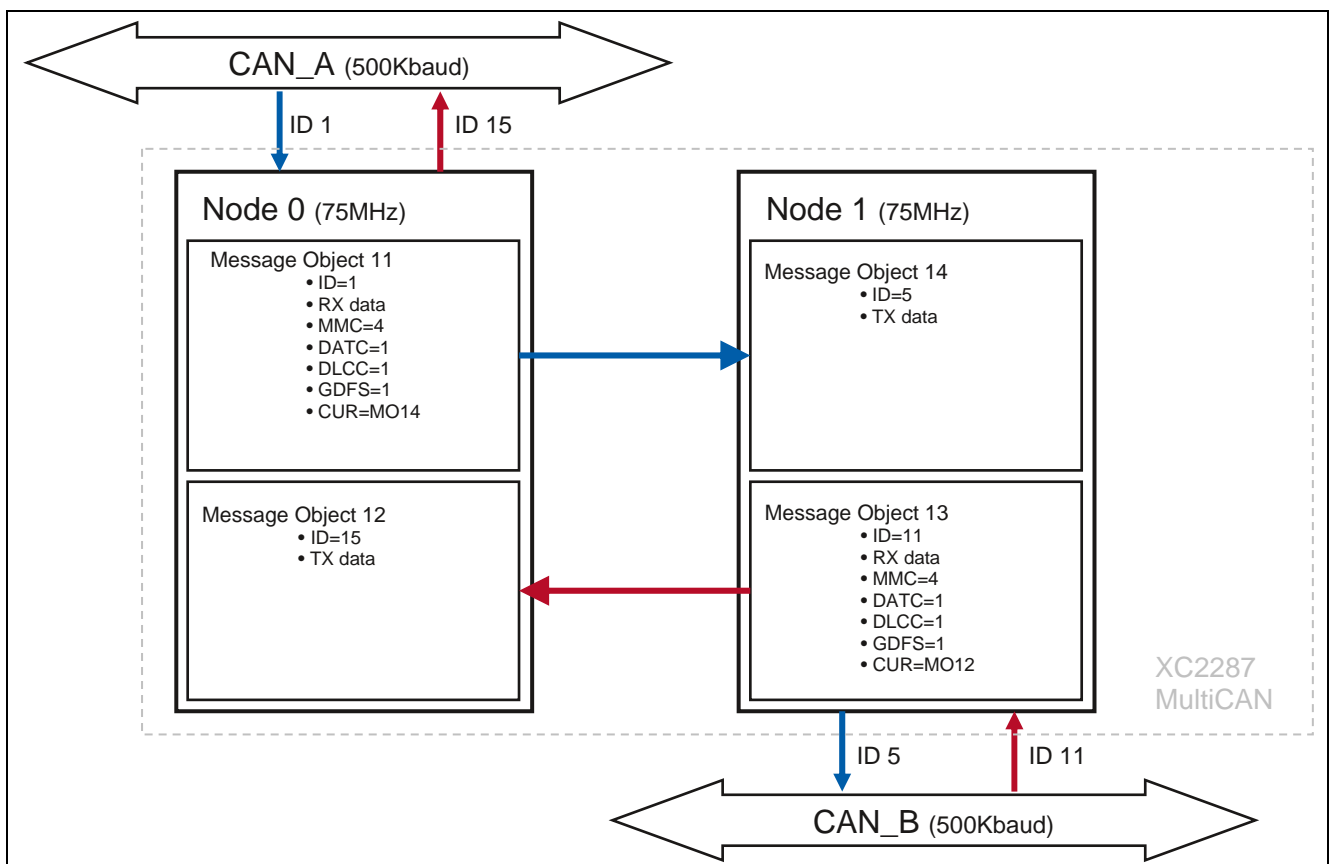 CAN_A (500Kbaud)
ID 1
ID 15
Node 0 (75MHz)
Message Object 11
• ID=1
• RX data
• MMC=4
• DATC=1
• DLCC=1
• GDFS=1
• CUR=MO14
Message Object 12
• ID=15
• TX data
Node 1 (75MHz)
Message Object 14
• ID=5
• TX data
Message Object 13
• ID=11
• RX data
• MMC=4
• DATC=1
• DLCC=1
• GDFS=1
• CUR=MO12
XC2287
MultiCAN
ID 5
ID 11
CAN_B (500Kbaud)